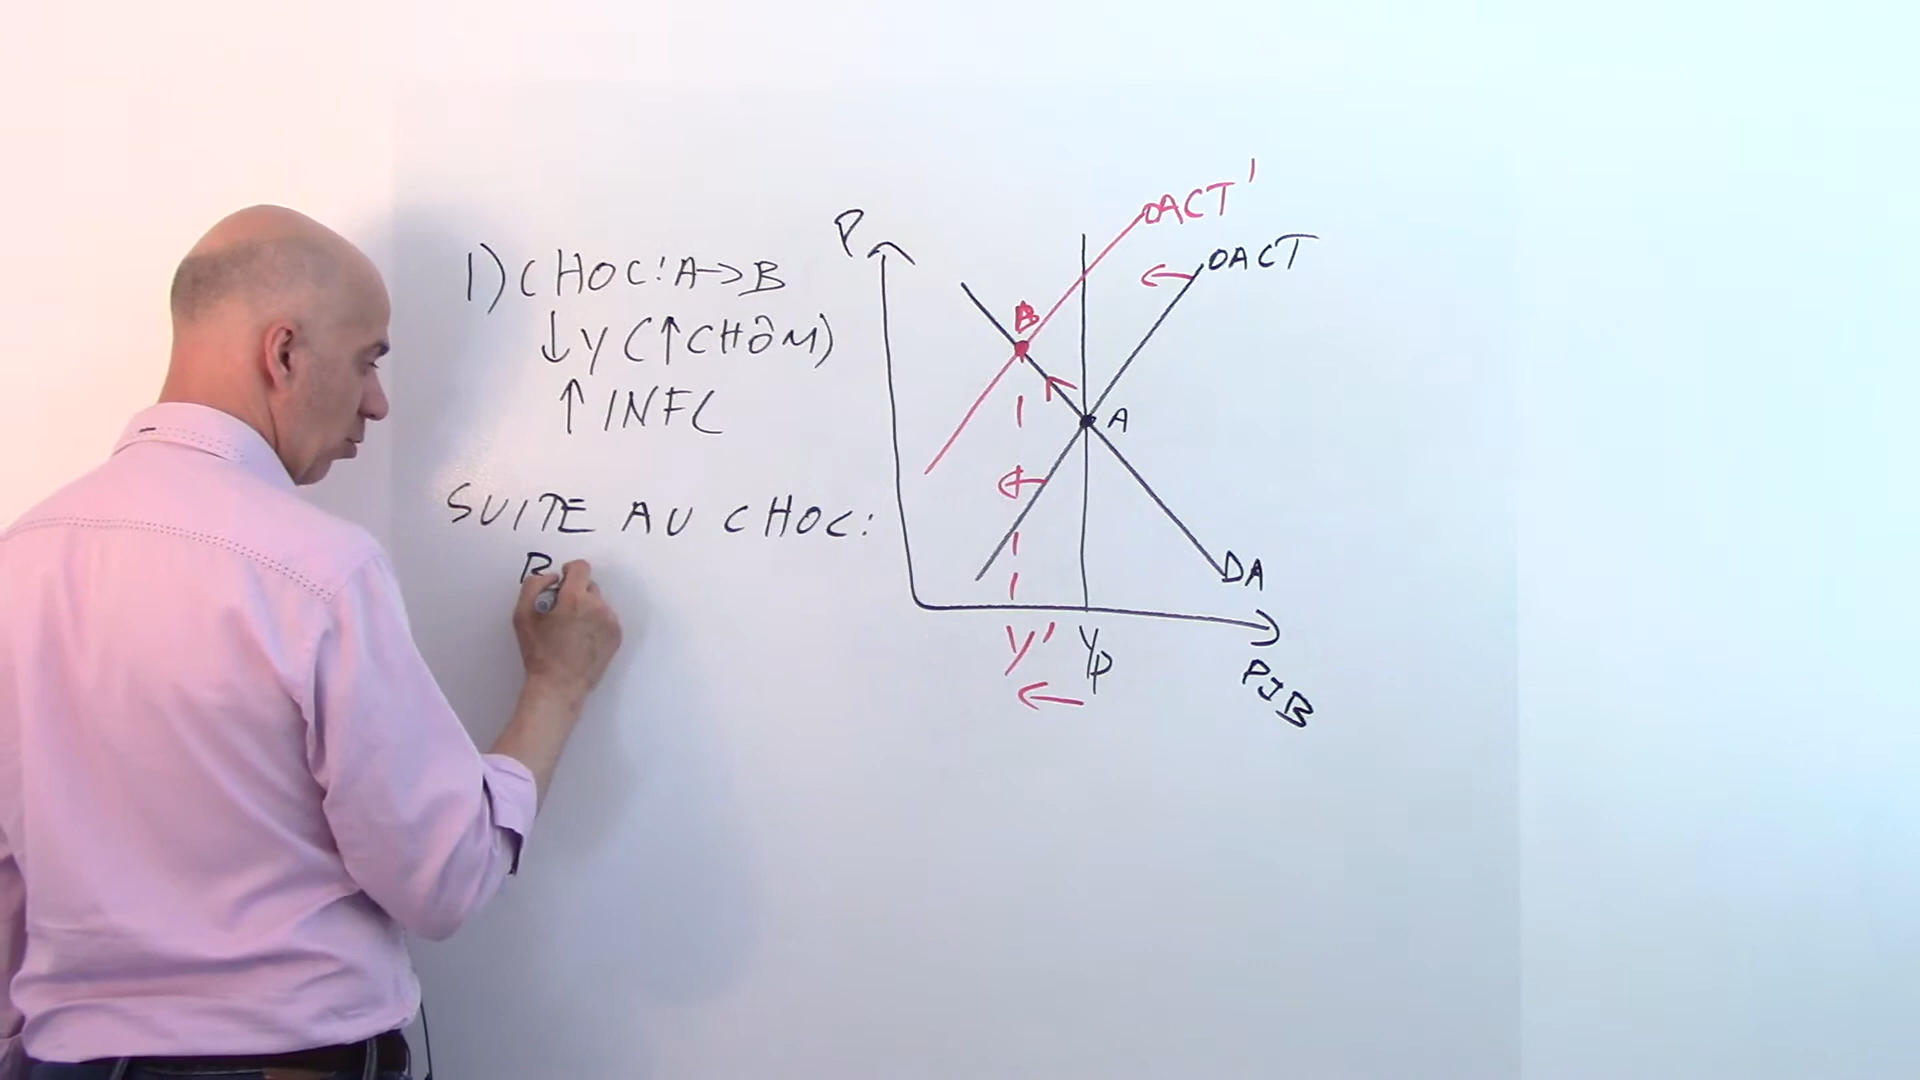 1) CHOC: A→B
↓Y (↑CHÔM)
↑INFL
SUITE AU CHOC:
B
P
OACT'
OACT
B
A
DA
Y'
Yp
PIB